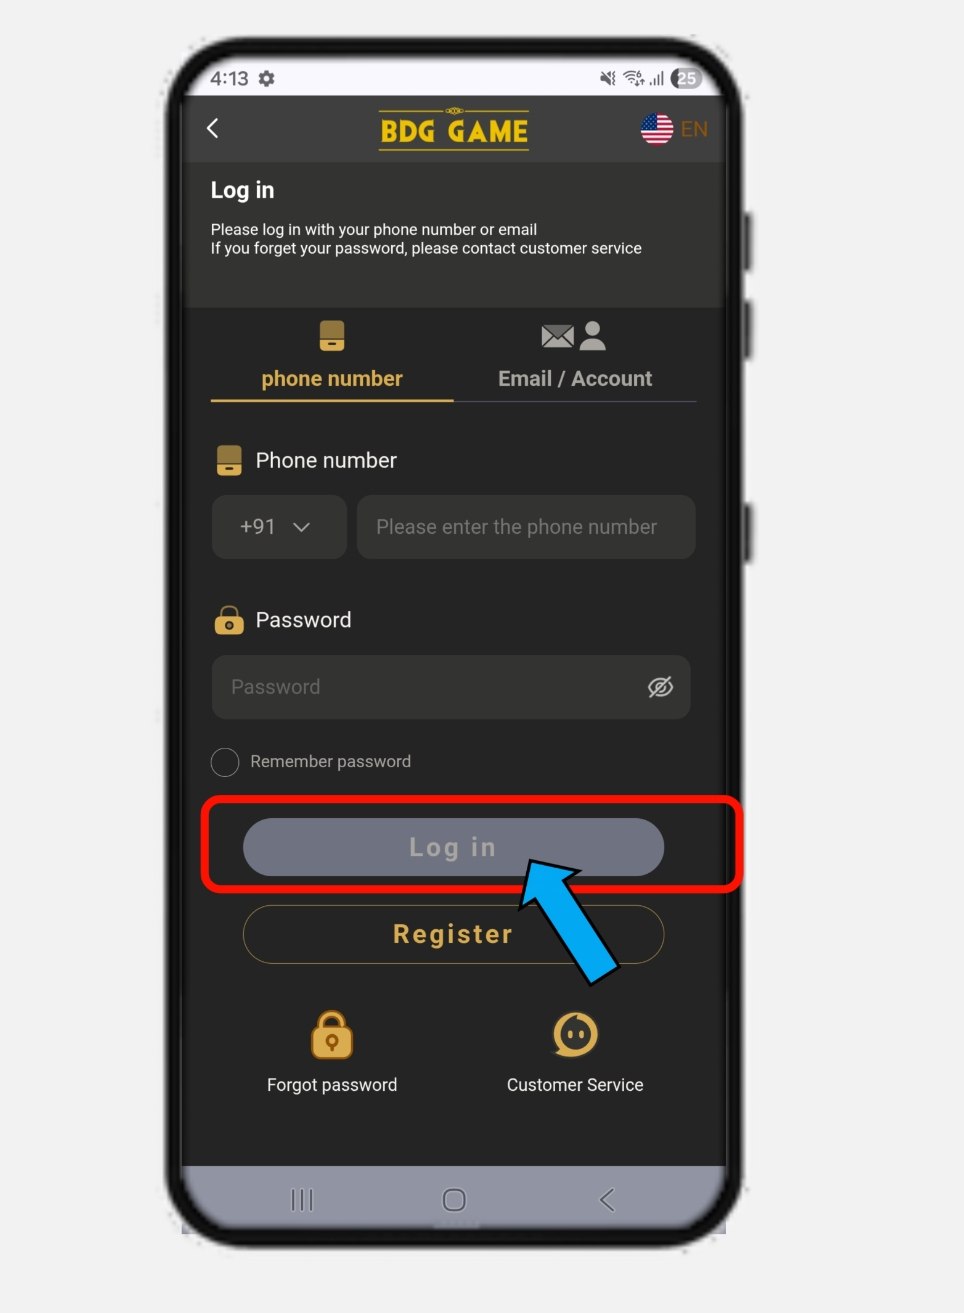 4:13
25
BDG GAME
EN
Log in
Please log in with your phone number or email
If you forget your password, please contact customer service
phone number
Email / Account
Phone number
+91
Please enter the phone number
Password
Password
Remember password
Log in
Register
Forgot password
Customer Service